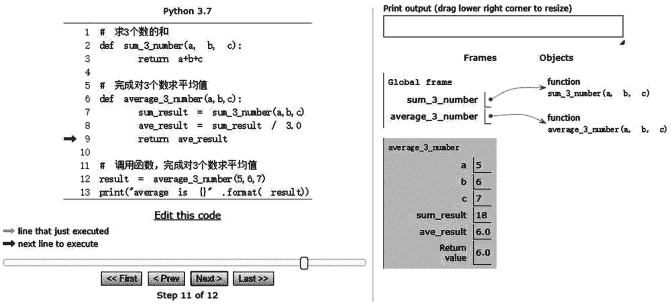 Python 3.7
1 # 求3个数的和
2 def sum_3_number(a, b, c):
3 return a+b+c
4
5 # 完成对3个数求平均值
6 def average_3_number(a,b,c):
7 sum_result = sum_3_number(a,b,c)
8 ave_result = sum_result / 3.0
9 return ave_result
10
11 # 调用函数，完成对3个数求平均值
12 result = average_3_number(5,6,7)
13 print("average is {}" .format( result))
Edit this code
line that just executed
next line to execute
<< First
< Prev
Next >
Last >>
Step 11 of 12
Print output (drag lower right corner to resize)
Frames
Objects
Global frame
sum_3_number
average_3_number
function
sum_3_number(a, b, c)
function
average_3_number(a, b, c)
average_3_number
a 5
b 6
c 7
sum_result 18
ave_result 6.0
Return
value 6.0